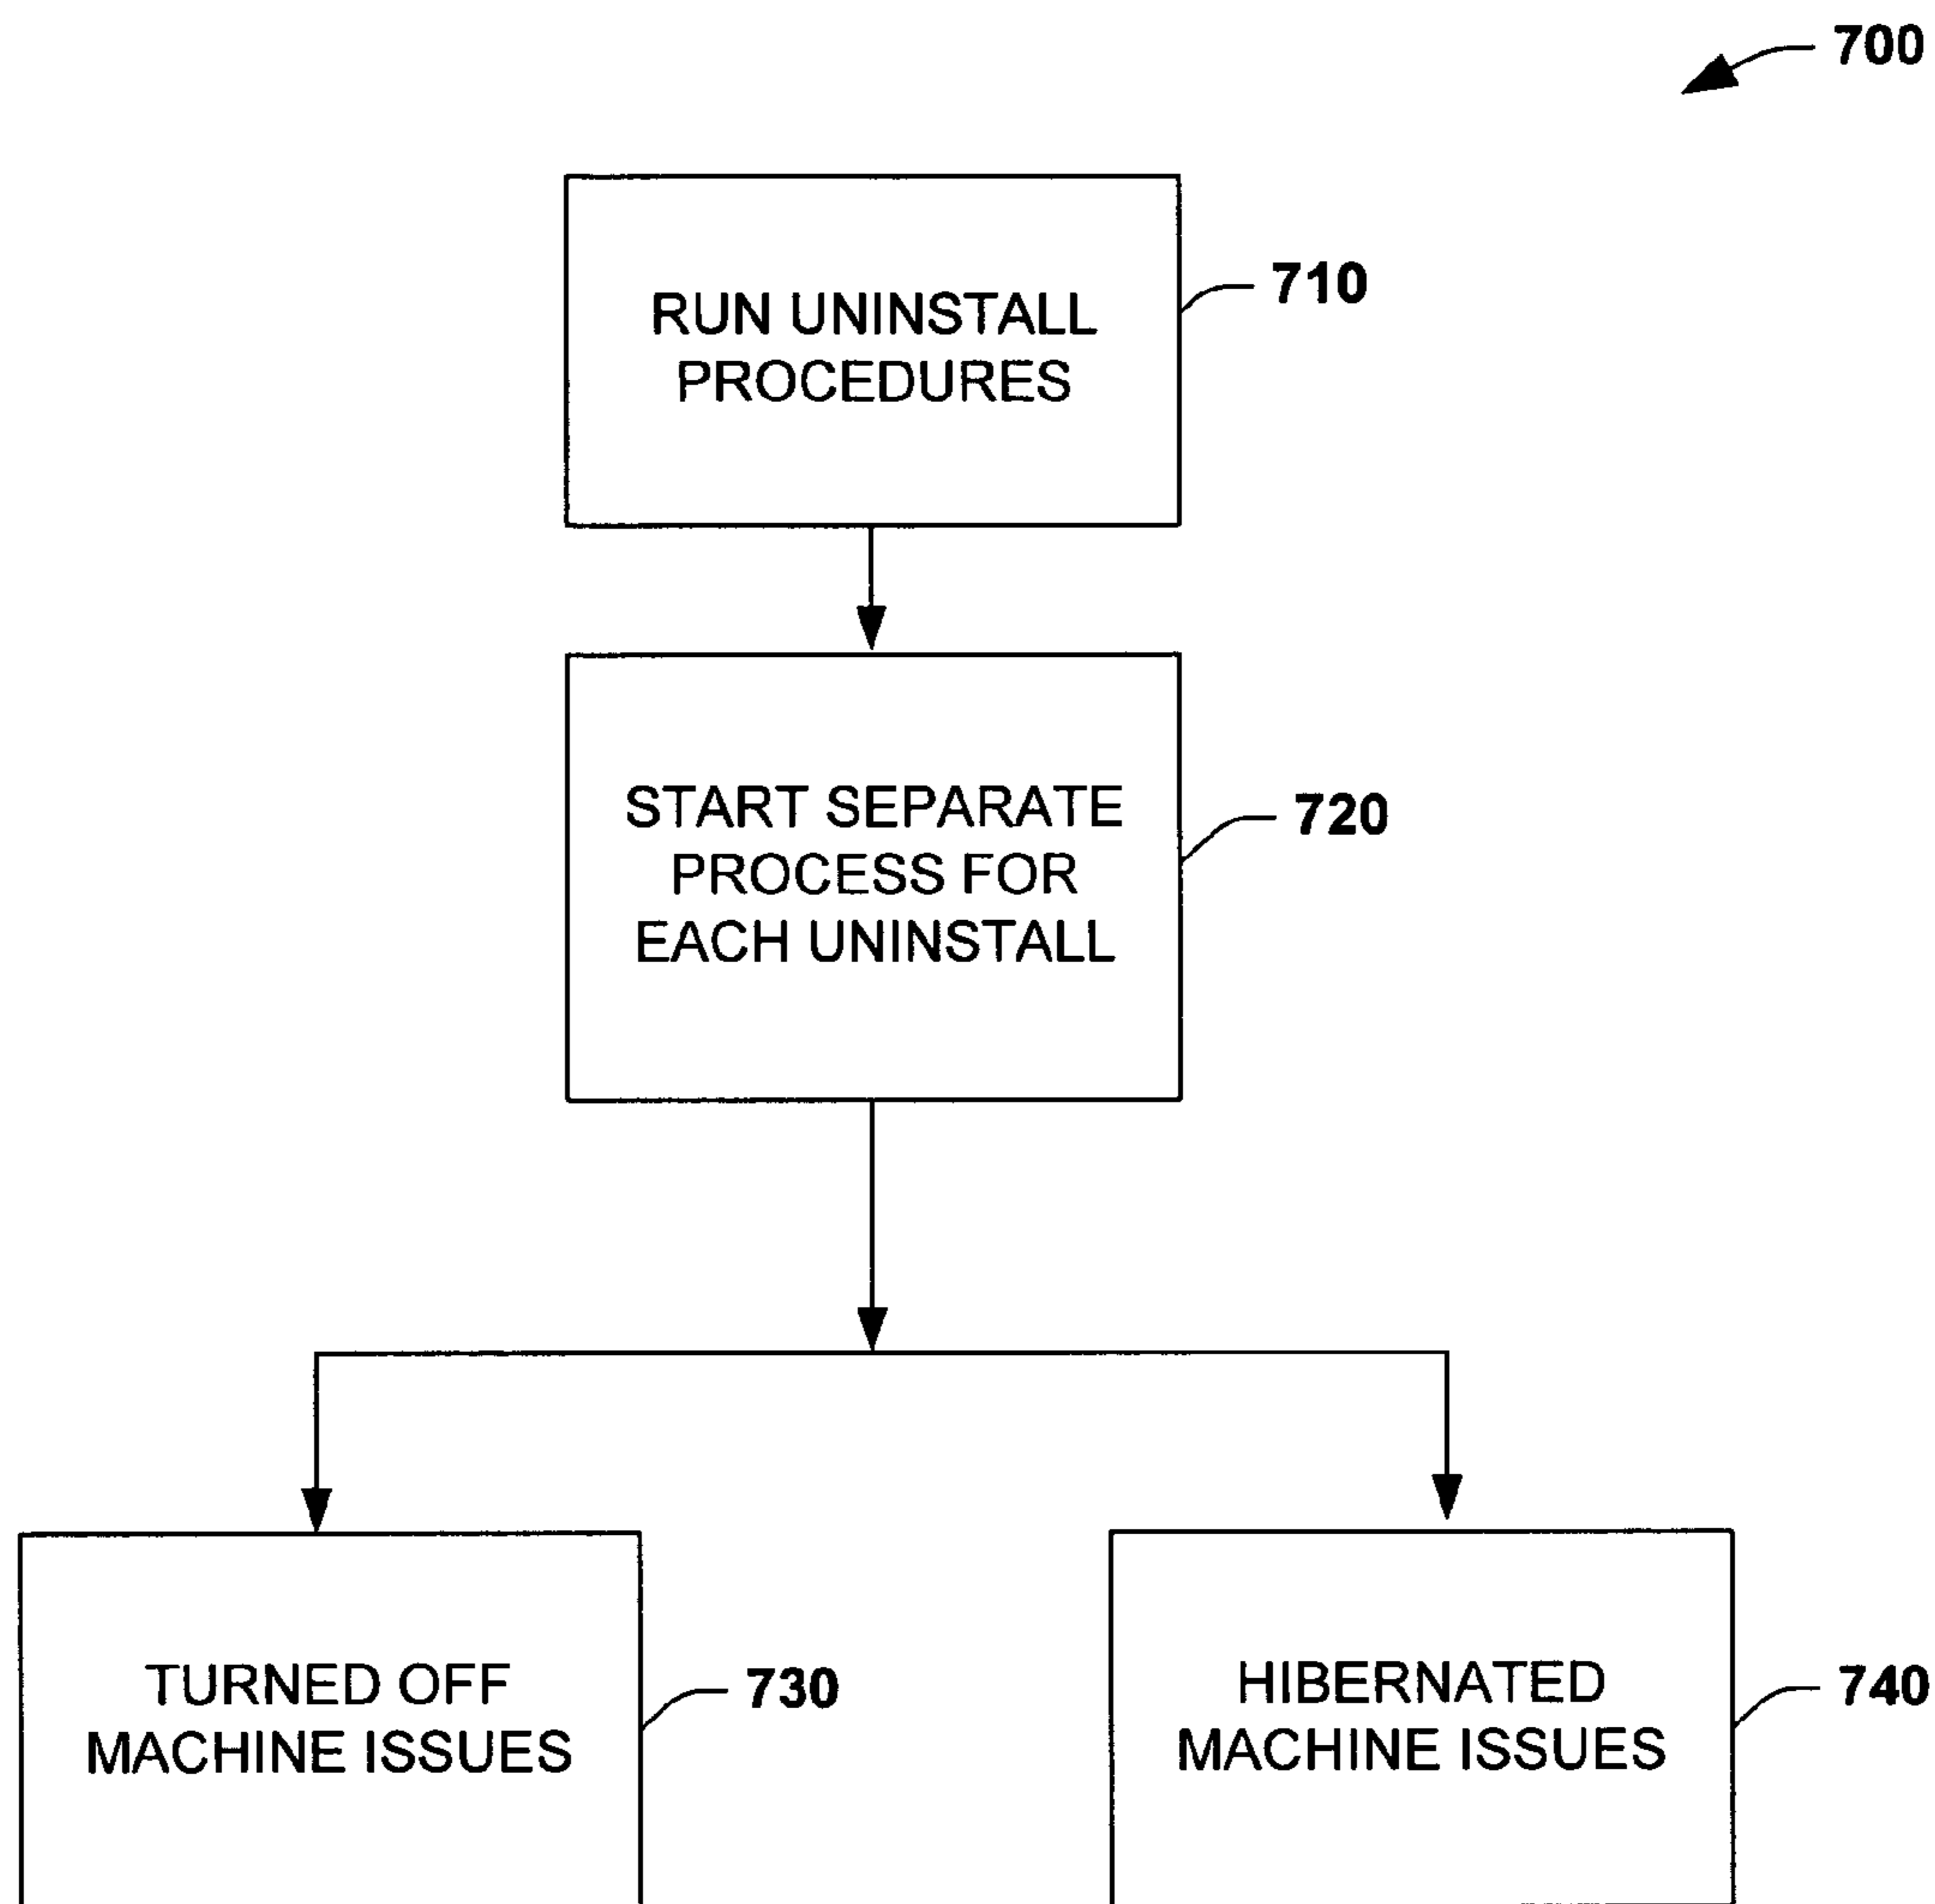 700
RUN UNINSTALL
PROCEDURES
710
START SEPARATE
PROCESS FOR
EACH UNINSTALL
720
TURNED OFF
MACHINE ISSUES
730
HIBERNATED
MACHINE ISSUES
740